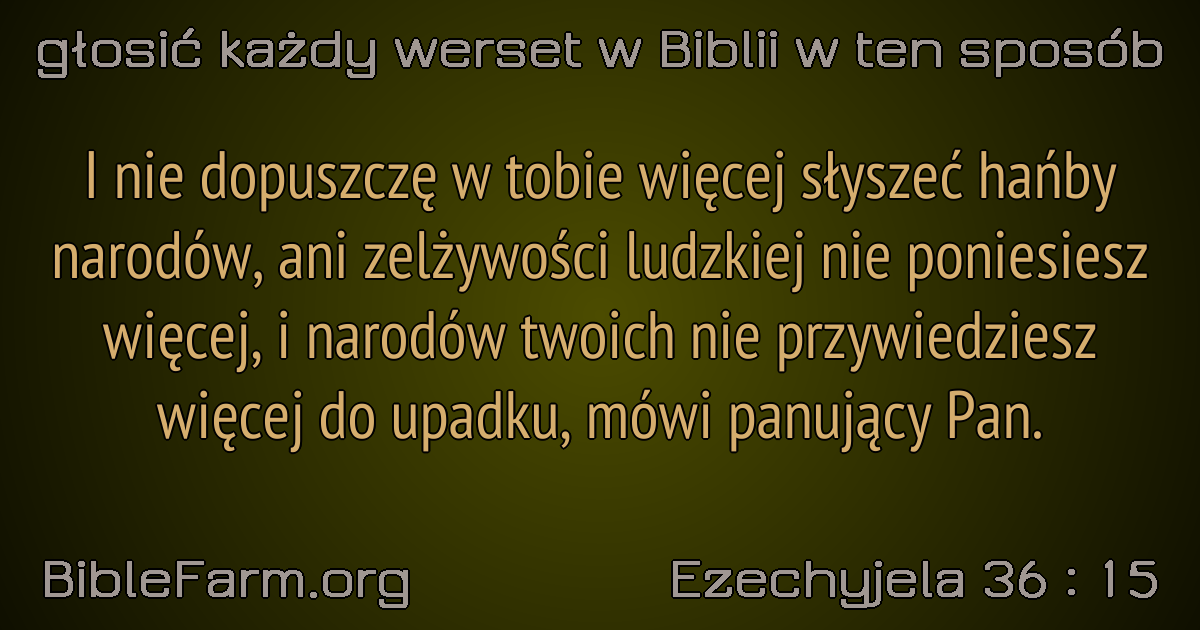 głosić każdy werset w Biblii w ten sposób
I nie dopuszczę w tobie więcej słyszeć hańby
narodów, ani zelżywości ludzkiej nie poniesiesz
więcej, i narodów twoich nie przywiedziesz
więcej do upadku, mówi panujący Pan.
BibleFarm.org
Ezechyjela 36 : 15